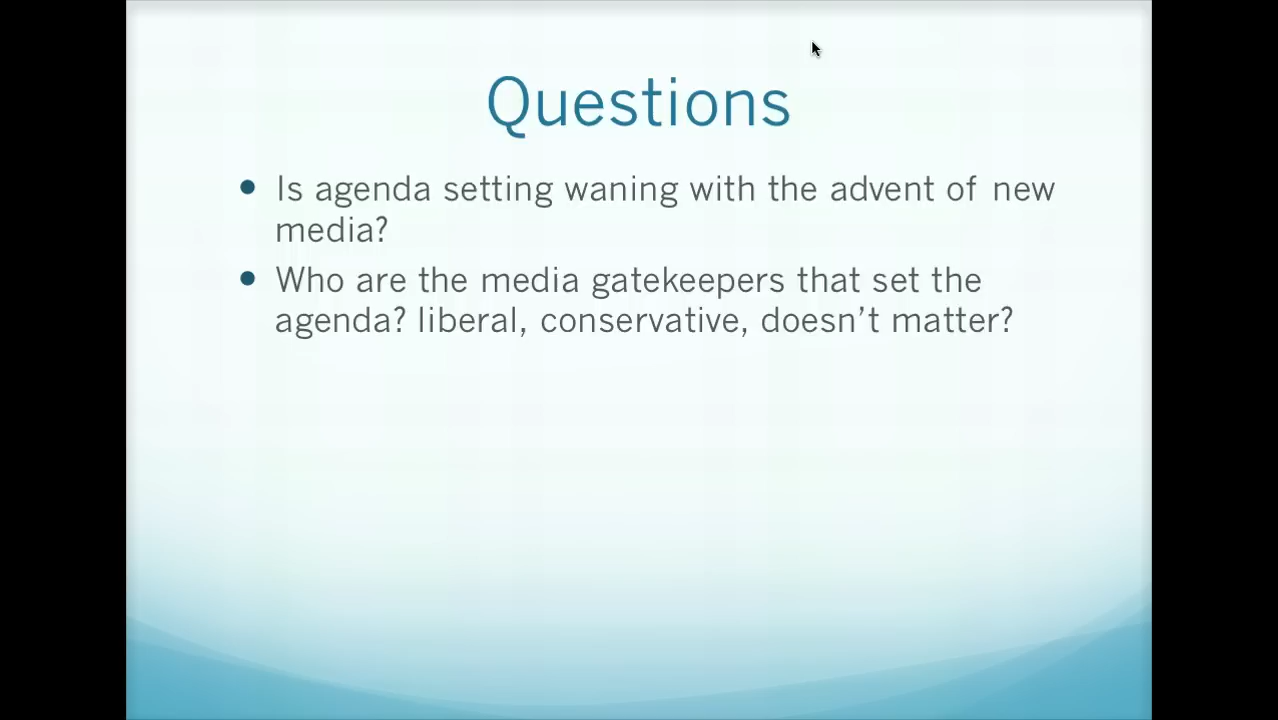 Questions
• Is agenda setting waning with the advent of new
media?
• Who are the media gatekeepers that set the
agenda? liberal, conservative, doesn’t matter?